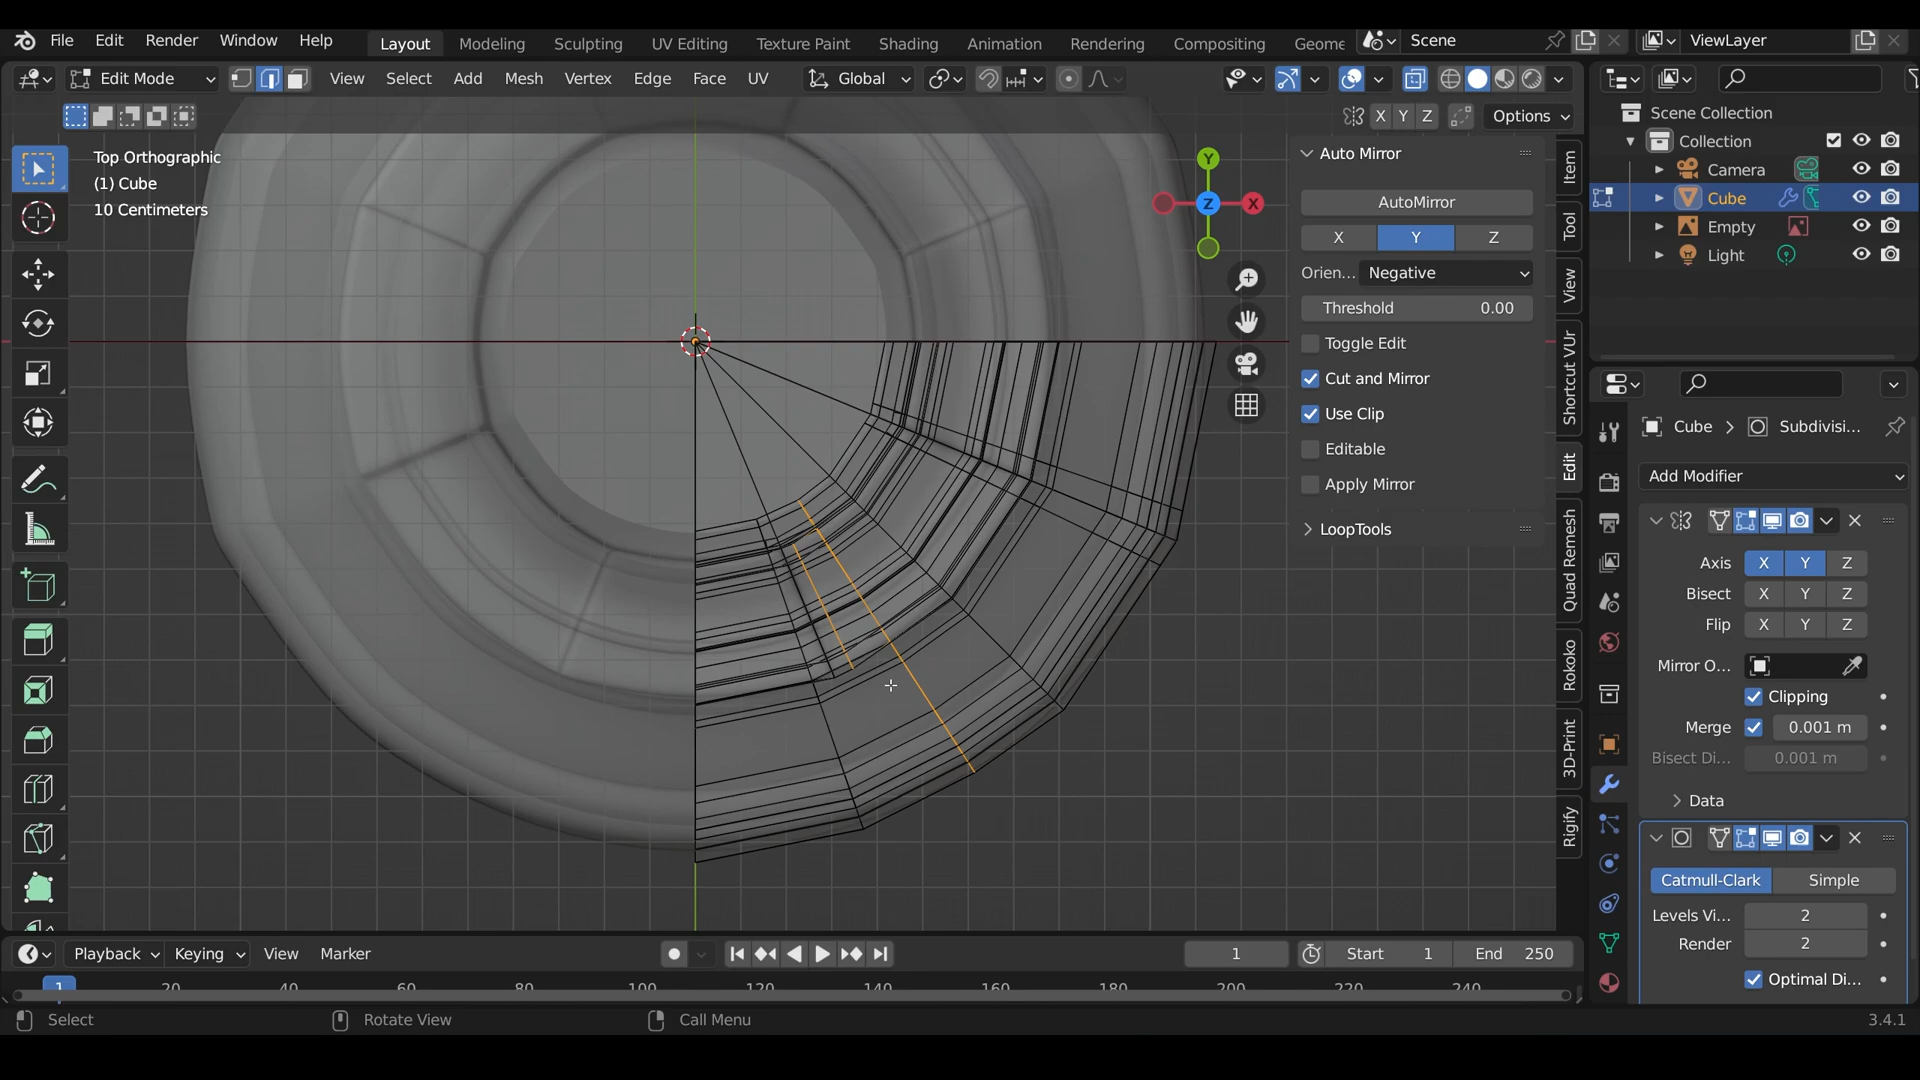 File Edit Render Window Help Layout Modeling Sculpting UV Editing Texture Paint Shading Animation Rendering Compositing Geome Scene ViewLayer
Edit Mode View Select Add Mesh Vertex Edge Face UV Global
X Y Z Options
Top Orthographic
(1) Cube
10 Centimeters
Y
Z X
Auto Mirror
AutoMirror
X Y Z
Orien... Negative
Threshold 0.00
Toggle Edit
Cut and Mirror
Use Clip
Editable
Apply Mirror
LoopTools
Item
Tool
View
Shortcut VUr
Edit
Quad Remesh
Rokoko
3D-Print
Rigify
Scene Collection
Collection
Camera
Cube
Empty
Light
Cube > Subdivisi...
Add Modifier
Axis X Y Z
Bisect X Y Z
Flip X Y Z
Mirror O...
Clipping
Merge 0.001 m
Bisect Di... 0.001 m
Data
Catmull-Clark Simple
Levels Vi... 2
Render 2
Optimal Di...
Playback Keying View Marker 1 Start 1 End 250
1 20 40 60 80 100 120 140 160 180 200 220 240
Select Rotate View Call Menu 3.4.1